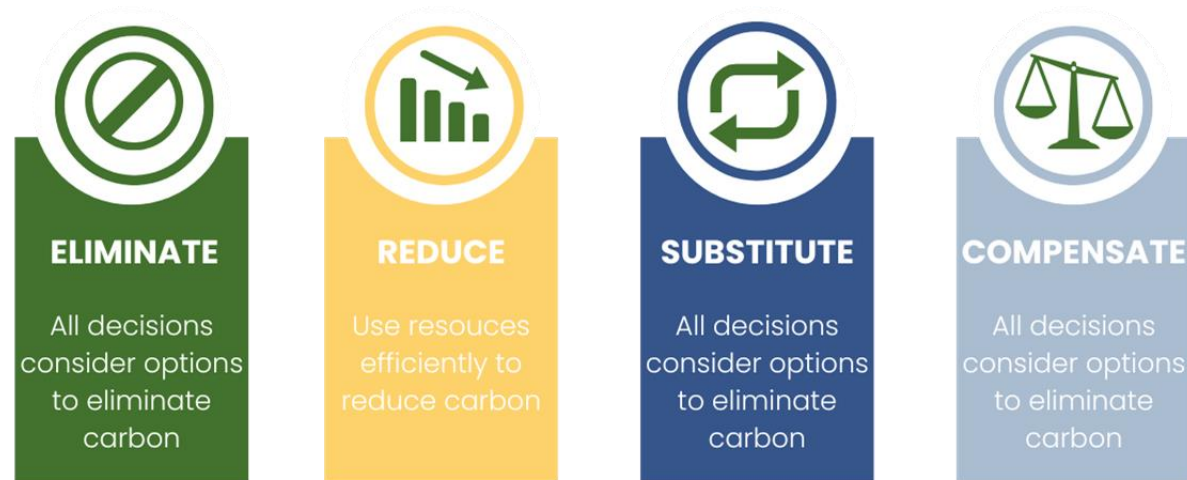 ELIMINATE
All decisions
consider options
to eliminate
carbon
REDUCE
Use resouces
efficiently to
reduce carbon
SUBSTITUTE
All decisions
consider options
to eliminate
carbon
COMPENSATE
All decisions
consider options
to eliminate
carbon